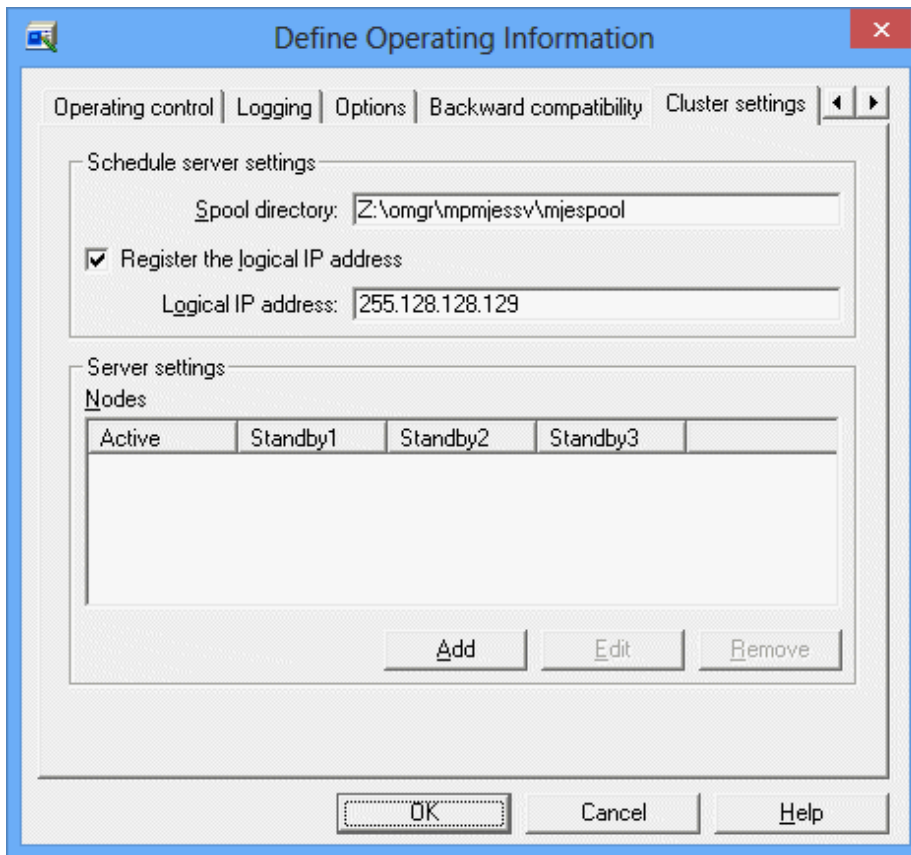 Define Operating Information
Operating control Logging Options Backward compatibility Cluster settings
Schedule server settings
Spool directory: Z:\omgr\mpmjessv\mjespool
Register the logical IP address
Logical IP address: 255.128.128.129
Server settings
Nodes
Active Standby1 Standby2 Standby3
Add Edit Remove
OK Cancel Help